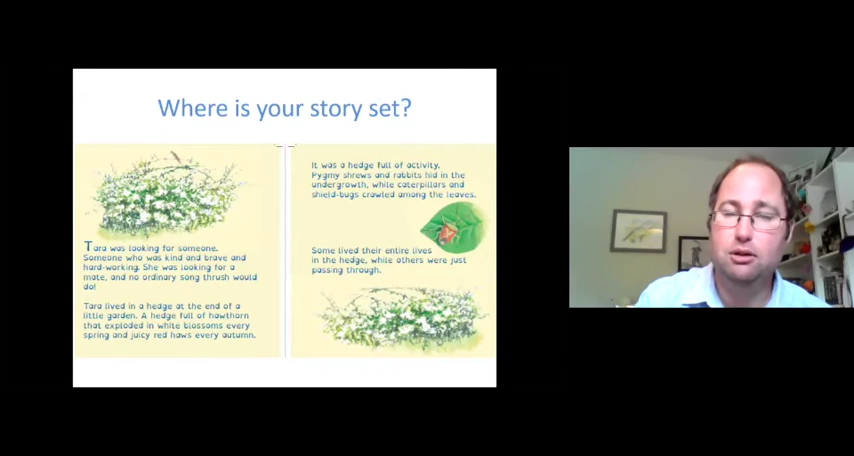 Where is your story set?
Tara was looking for someone.
Someone who was kind and brave and
hard-working. She was looking for a
mate, and no ordinary song thrush would
do!
Tara lived in a hedge at the end of a
little garden. A hedge full of hawthorn
that exploded in white blossoms every
spring and juicy red haws every autumn.
It was a hedge full of activity.
Pygmy shrews and rabbits hid in the
undergrowth, while caterpillars and
shield-bugs crawled among the leaves.
Some lived their entire lives
in the hedge, while others were just
passing through.